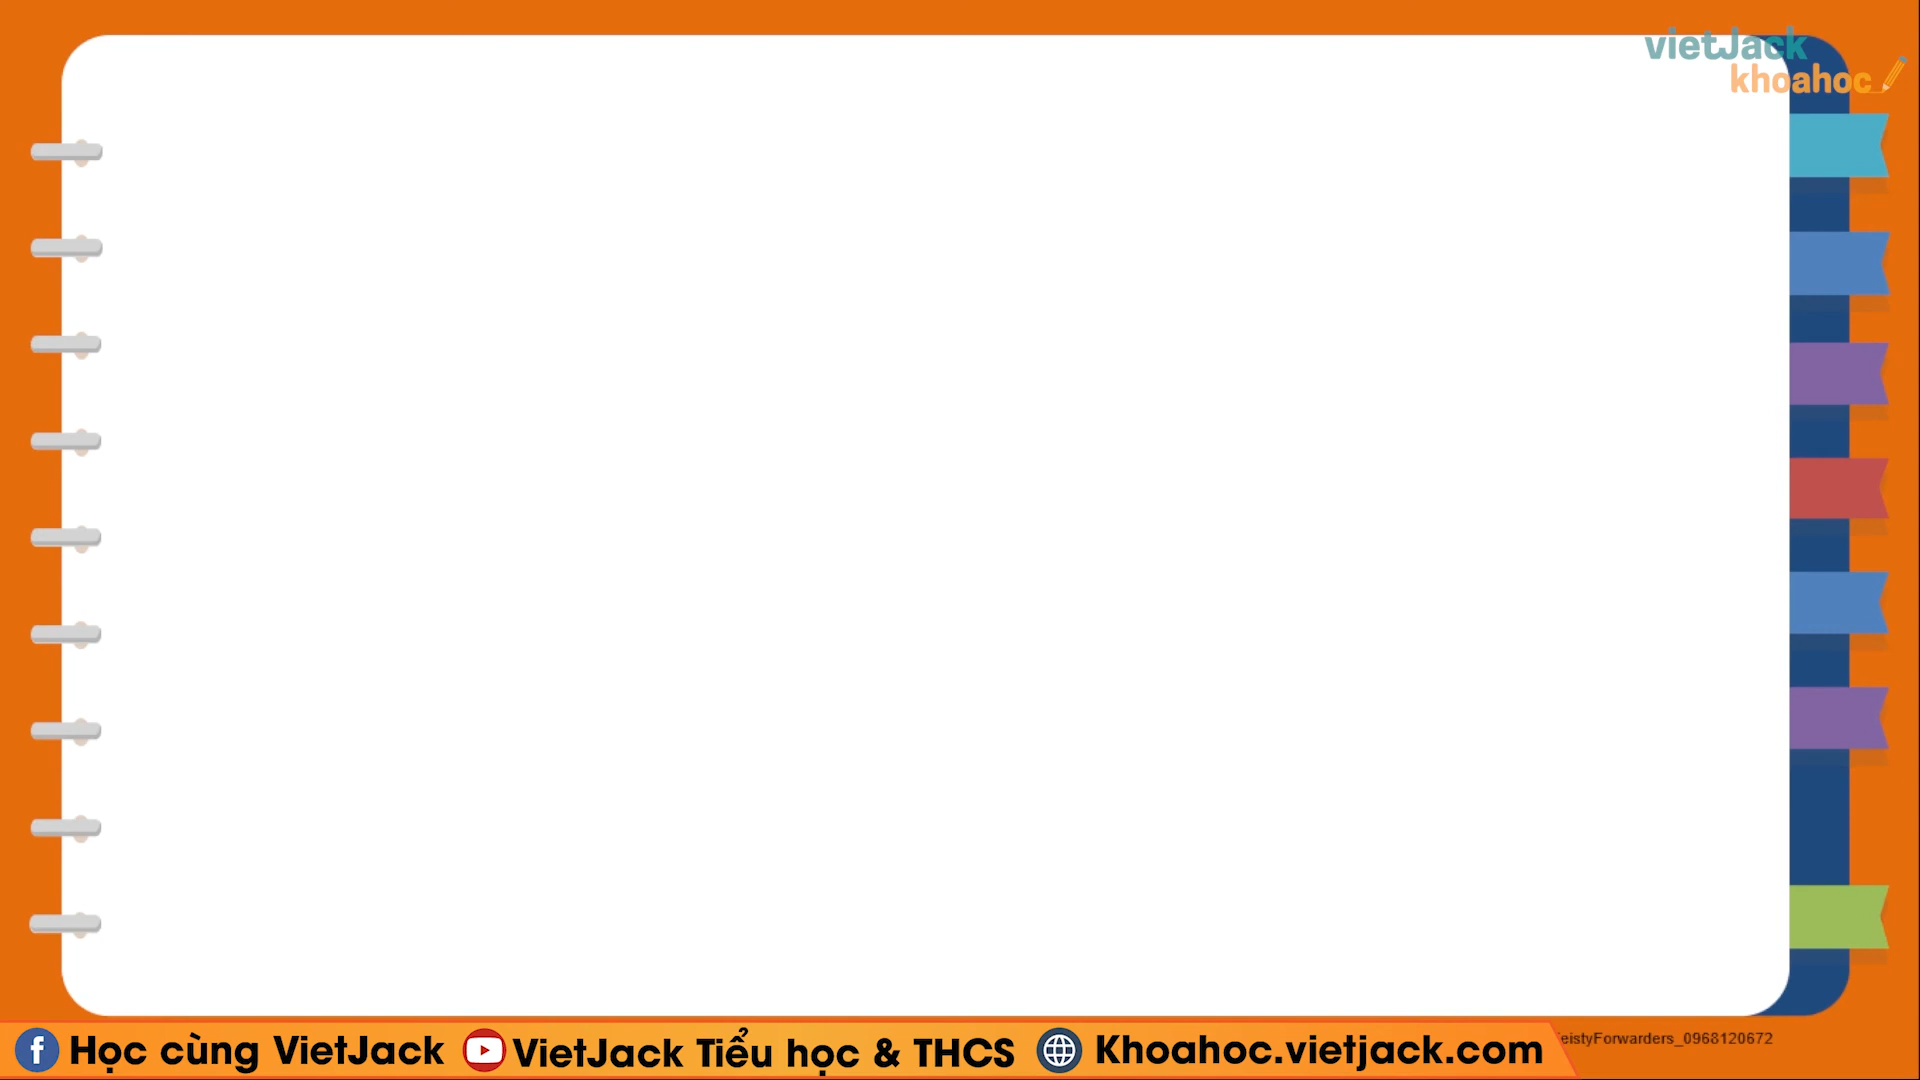 vietJack
khoahoc
Học cùng VietJack
VietJack Tiểu học & THCS
Khoahoc.vietjack.com
eistyForwarders_0968120672